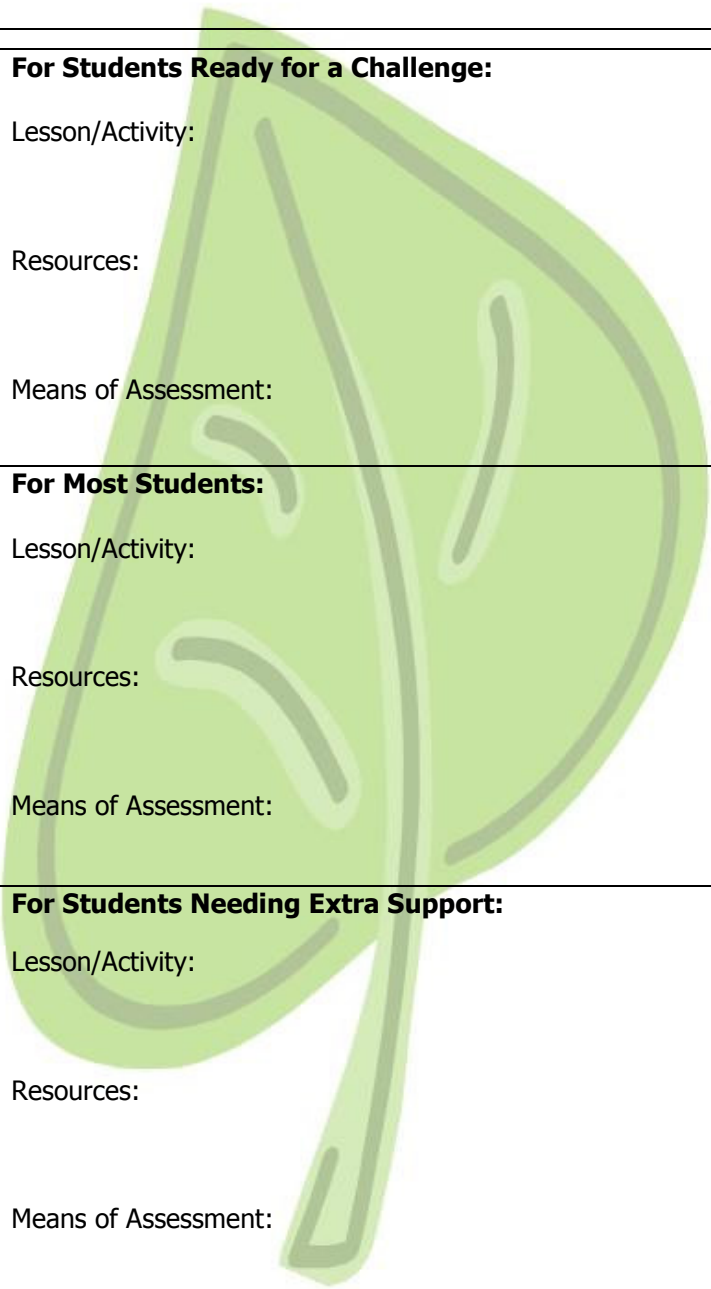 For Students Ready for a Challenge:
Lesson/Activity:
Resources:
Means of Assessment:
For Most Students:
Lesson/Activity:
Resources:
Means of Assessment:
For Students Needing Extra Support:
Lesson/Activity:
Resources:
Means of Assessment: